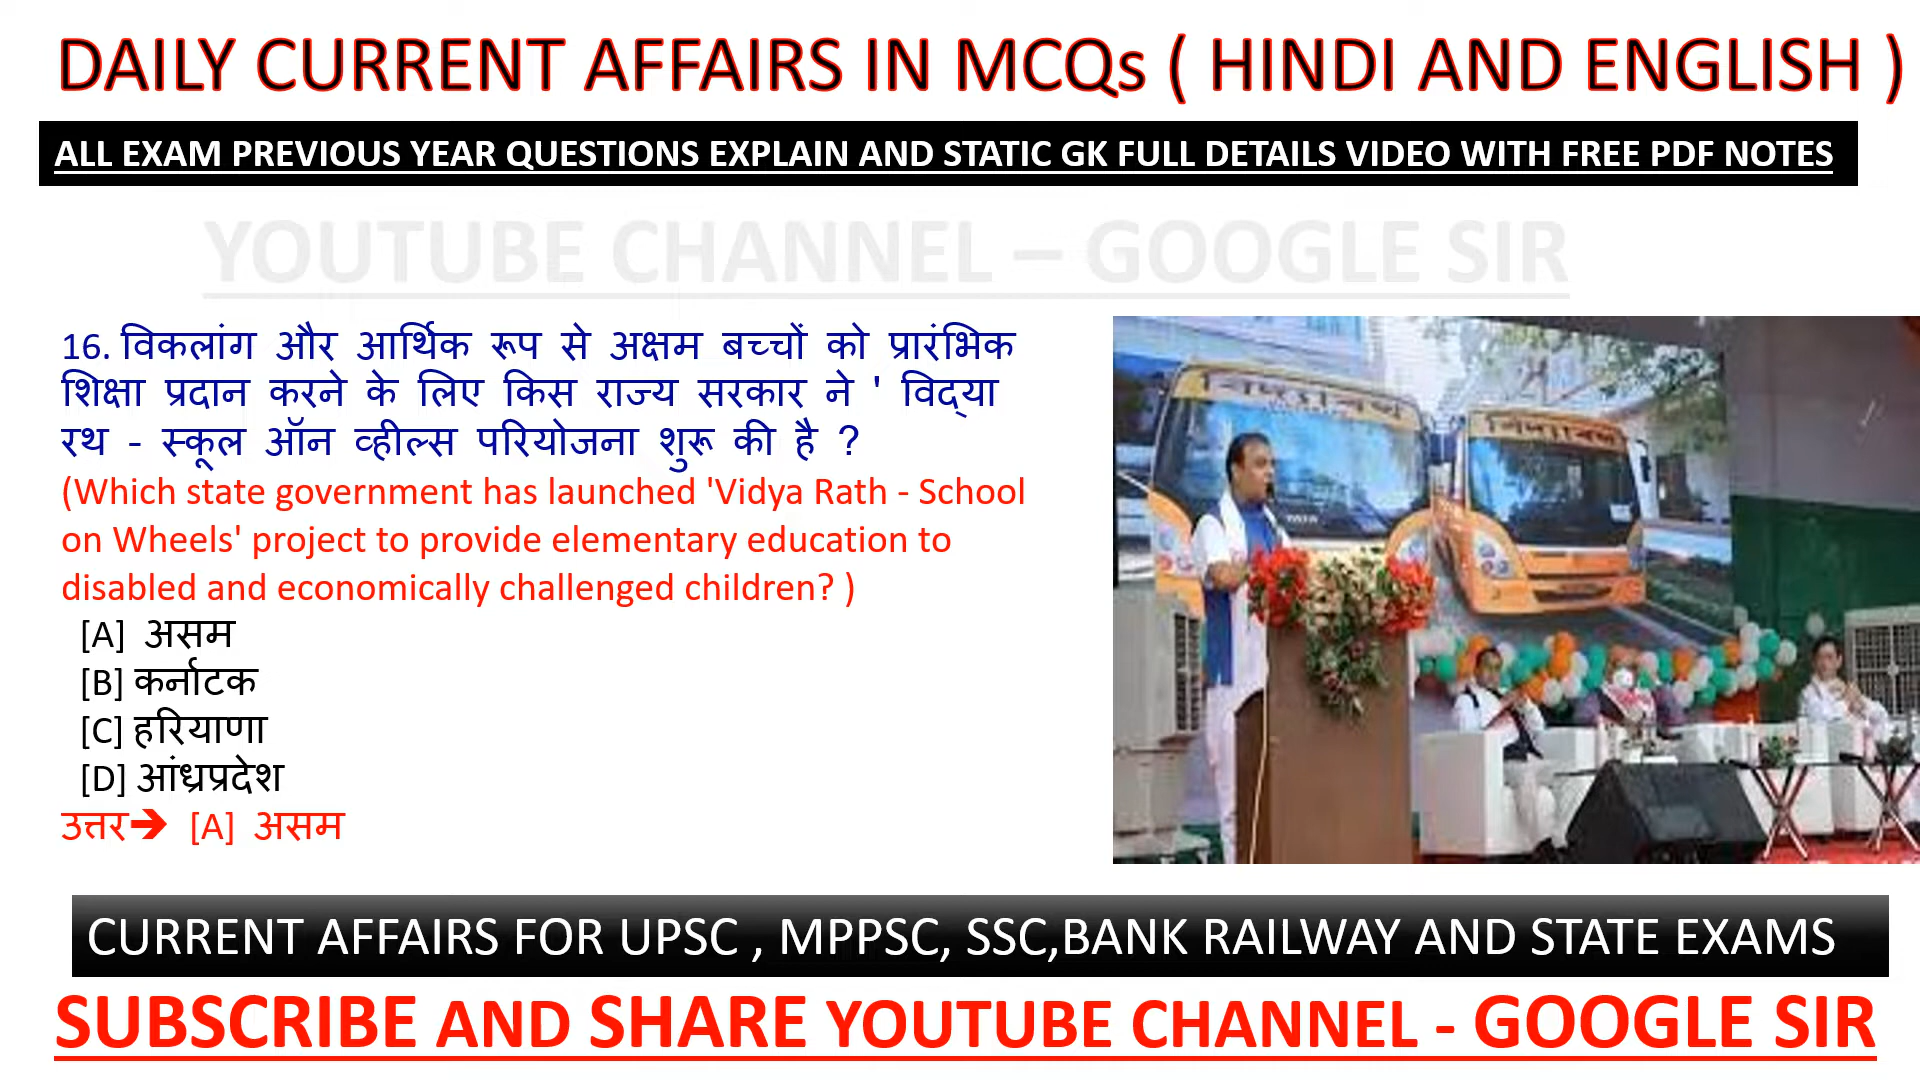 DAILY CURRENT AFFAIRS IN MCQs ( HINDI AND ENGLISH )
ALL EXAM PREVIOUS YEAR QUESTIONS EXPLAIN AND STATIC GK FULL DETAILS VIDEO WITH FREE PDF NOTES
YOUTUBE CHANNEL – GOOGLE SIR
16. विकलांग और आर्थिक रूप से अक्षम बच्चों को प्रारंभिक
शिक्षा प्रदान करने के लिए किस राज्य सरकार ने ' विद्या
रथ - स्कूल ऑन व्हील्स परियोजना शुरू की है ?
(Which state government has launched 'Vidya Rath - School
on Wheels' project to provide elementary education to
disabled and economically challenged children? )
[A] असम
[B] कर्नाटक
[C] हरियाणा
[D] आंध्रप्रदेश
उत्तर➔ [A] असम
CURRENT AFFAIRS FOR UPSC , MPPSC, SSC,BANK RAILWAY AND STATE EXAMS
SUBSCRIBE AND SHARE YOUTUBE CHANNEL - GOOGLE SIR